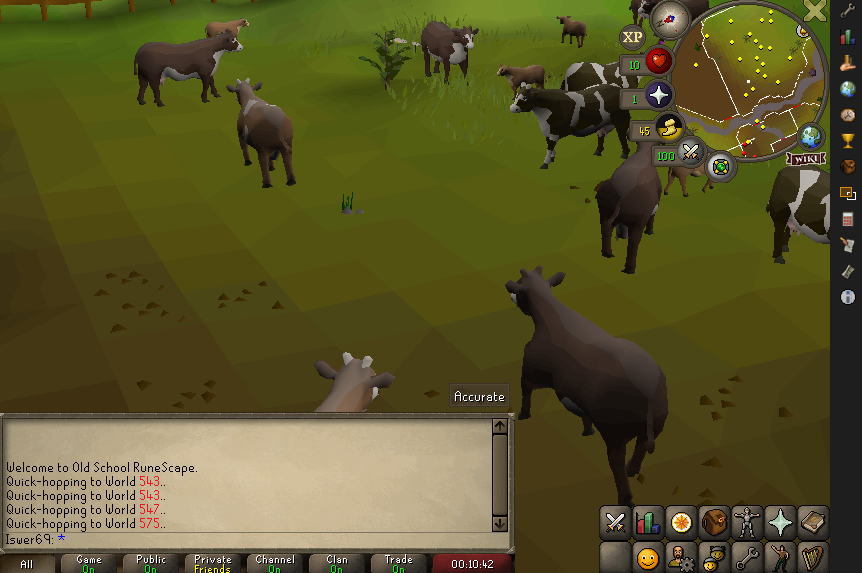 XP
10
1
45
100
WIKI
Accurate
Welcome to Old School RuneScape.
Quick-hopping to World 543..
Quick-hopping to World 543..
Quick-hopping to World 547..
Quick-hopping to World 575..
Iswer69: *
All
Game
On
Public
On
Private
Friends
Channel
On
Clan
On
Trade
On
00:10:42